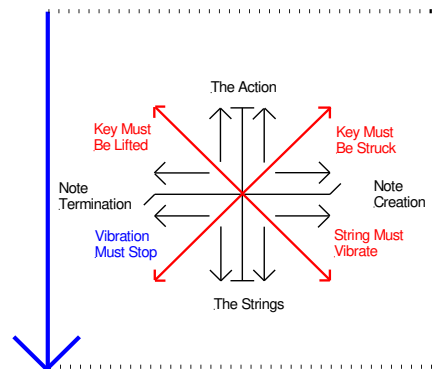 The Action
Key Must
Be Lifted
Key Must
Be Struck
Note
Termination
Note
Creation
Vibration
Must Stop
String Must
Vibrate
The Strings